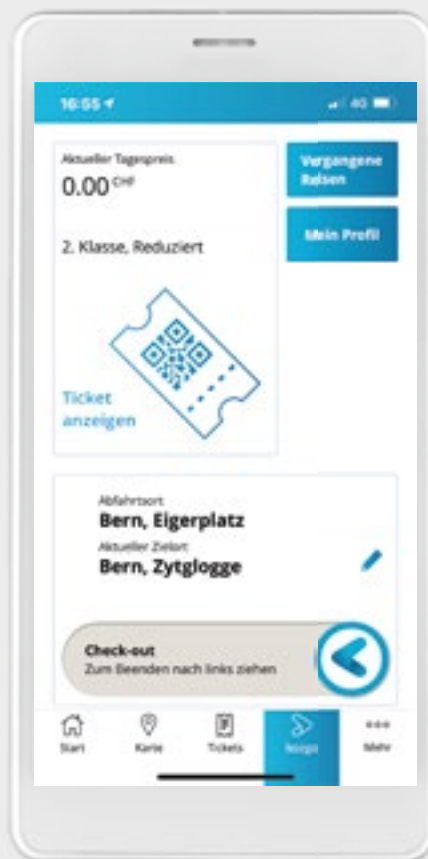 16:55
4G
Aktueller Tagespreis
0.00 CHF
2. Klasse, Reduziert
Ticket
anzeigen
Vergangene
Reisen
Mein Profil
Abfahrtsort
Bern, Eigerplatz
Aktueller Zielort
Bern, Zytglogge
Check-out
Zum Beenden nach links ziehen
Start
Karte
Tickets
Mehr